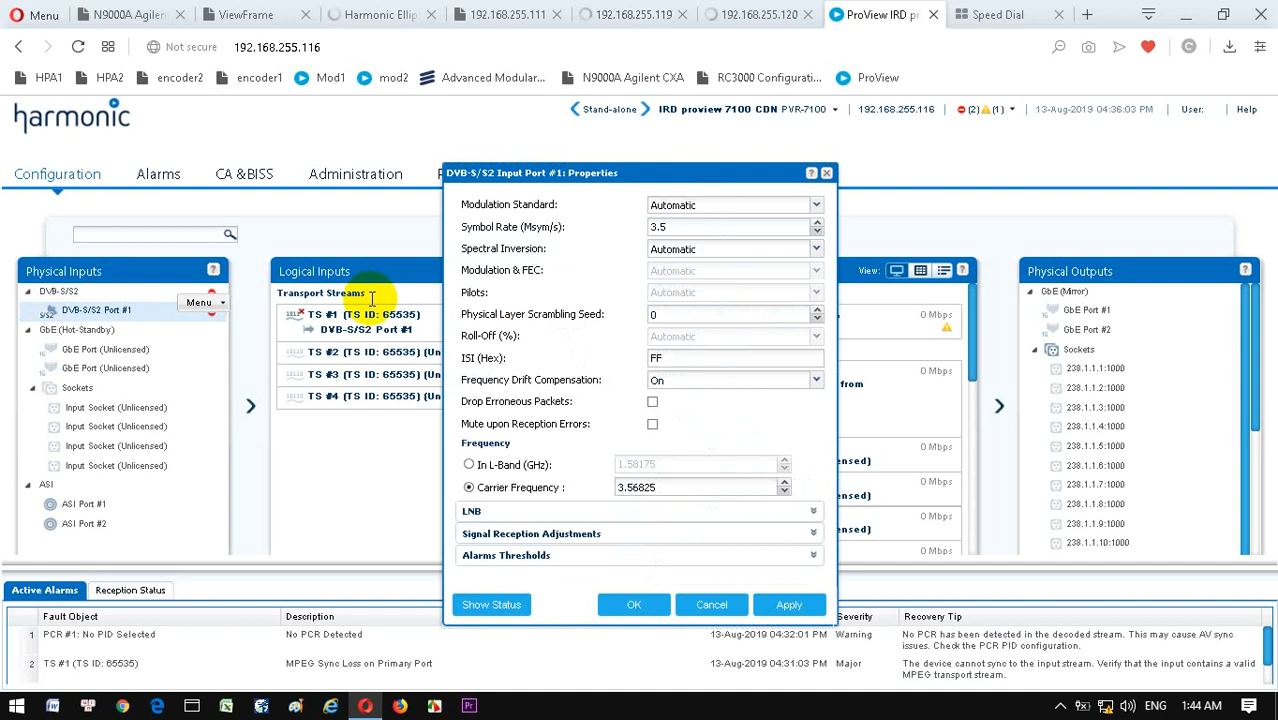 Menu
N9000A Agilent
ViewFrame
Harmonic Ellip
192.168.255.111
192.168.255.119
192.168.255.120
ProView IRD pr
Speed Dial
Not secure
192.168.255.116
HPA1
HPA2
encoder2
encoder1
Mod1
mod2
Advanced Modular...
N9000A Agilent CXA
RC3000 Configurati...
ProView
harmonic
Stand-alone
IRD proview 7100 CDN PVR-7100
192.168.255.116
(2) (1)
13-Aug-2019 04:36:03 PM
User:
Help
Configuration
Alarms
CA &BISS
Administration
DVB-S/S2 Input Port #1: Properties
Modulation Standard: Automatic
Symbol Rate (Msym/s): 3.5
Spectral Inversion: Automatic
Modulation & FEC: Automatic
Pilots: Automatic
Physical Layer Scrambling Seed: 0
Roll-Off (%): Automatic
ISI (Hex): FF
Frequency Drift Compensation: On
Drop Erroneous Packets:
Mute upon Reception Errors:
Frequency
In L-Band (GHz): 1.58175
Carrier Frequency : 3.56825
LNB
Signal Reception Adjustments
Alarms Thresholds
Show Status
OK
Cancel
Apply
Physical Inputs
DVB-S/S2
DVB-S/S2 Port #1
Menu
GbE (Hot-Standby)
GbE Port (Unlicensed)
GbE Port (Unlicensed)
Sockets
Input Socket (Unlicensed)
Input Socket (Unlicensed)
Input Socket (Unlicensed)
Input Socket (Unlicensed)
ASI
ASI Port #1
ASI Port #2
Logical Inputs
Transport Streams
TS #1 (TS ID: 65535)
DVB-S/S2 Port #1
TS #2 (TS ID: 65535) (Un
TS #3 (TS ID: 65535) (Un
TS #4 (TS ID: 65535) (Un
View:
0 Mbps
0 Mbps
from
0 Mbps
ensed)
0 Mbps
ensed)
0 Mbps
ensed)
0 Mbps
ensed)
Physical Outputs
GbE (Mirror)
GbE Port #1
GbE Port #2
Sockets
238.1.1.1:1000
238.1.1.2:1000
238.1.1.3:1000
238.1.1.4:1000
238.1.1.5:1000
238.1.1.6:1000
238.1.1.7:1000
238.1.1.8:1000
238.1.1.9:1000
238.1.1.10:1000
Active Alarms
Reception Status
Fault Object
Description
Severity
Recovery Tip
1 PCR #1: No PID Selected
No PCR Detected
13-Aug-2019 04:32:01 PM
Warning
No PCR has been detected in the decoded stream. This may cause AV sync
issues. Check the PCR PID configuration.
2 TS #1 (TS ID: 65535)
MPEG Sync Loss on Primary Port
13-Aug-2019 04:31:03 PM
Major
The device cannot sync to the input stream. Verify that the input contains a valid
MPEG transport stream.
ENG
1:44 AM